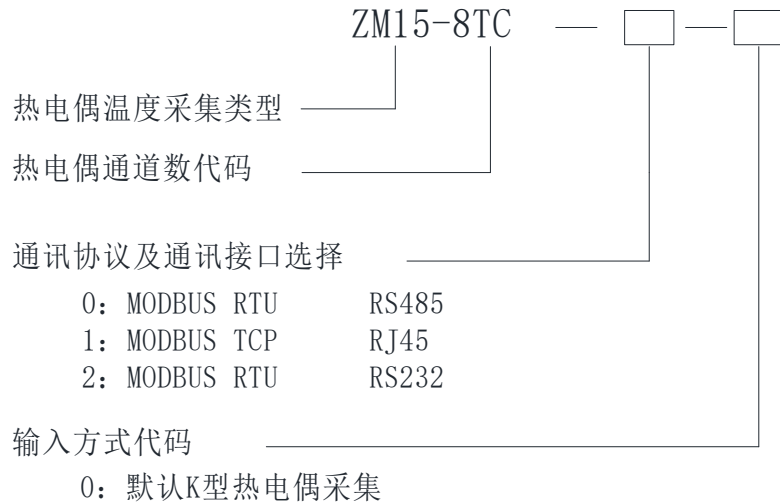 ZM15-8TC — □ — □
热电偶温度采集类型
热电偶通道数代码
通讯协议及通讯接口选择
0：MODBUS RTU RS485
1：MODBUS TCP RJ45
2：MODBUS RTU RS232
输入方式代码
0：默认K型热电偶采集